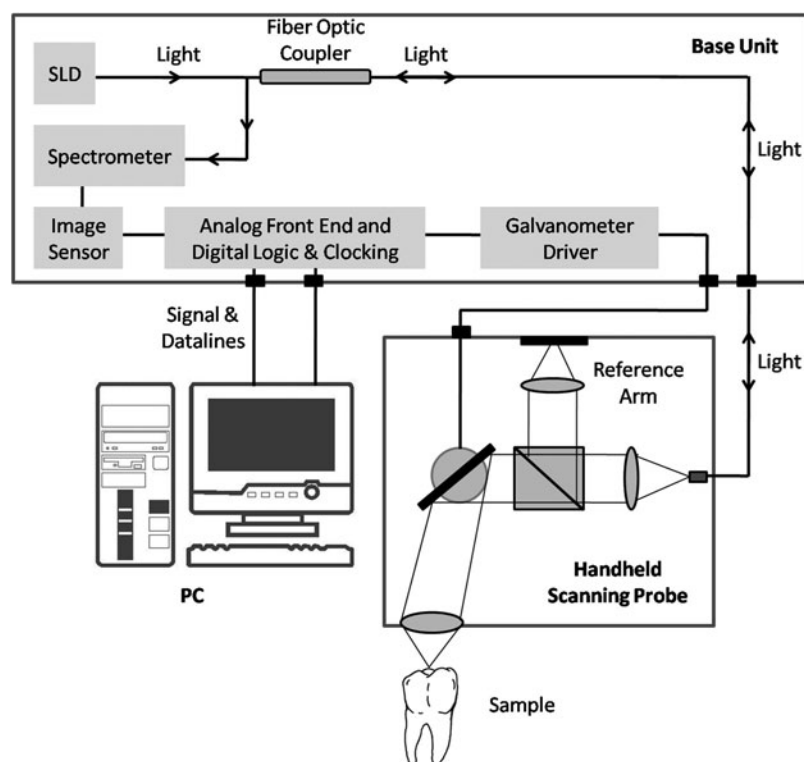 Fiber Optic
Coupler
Light
Light
Base Unit
SLD
Light
Spectrometer
Image
Sensor
Analog Front End and
Digital Logic & Clocking
Galvanometer
Driver
Signal &
Datalines
Light
Reference
Arm
PC
Handheld
Scanning Probe
Sample